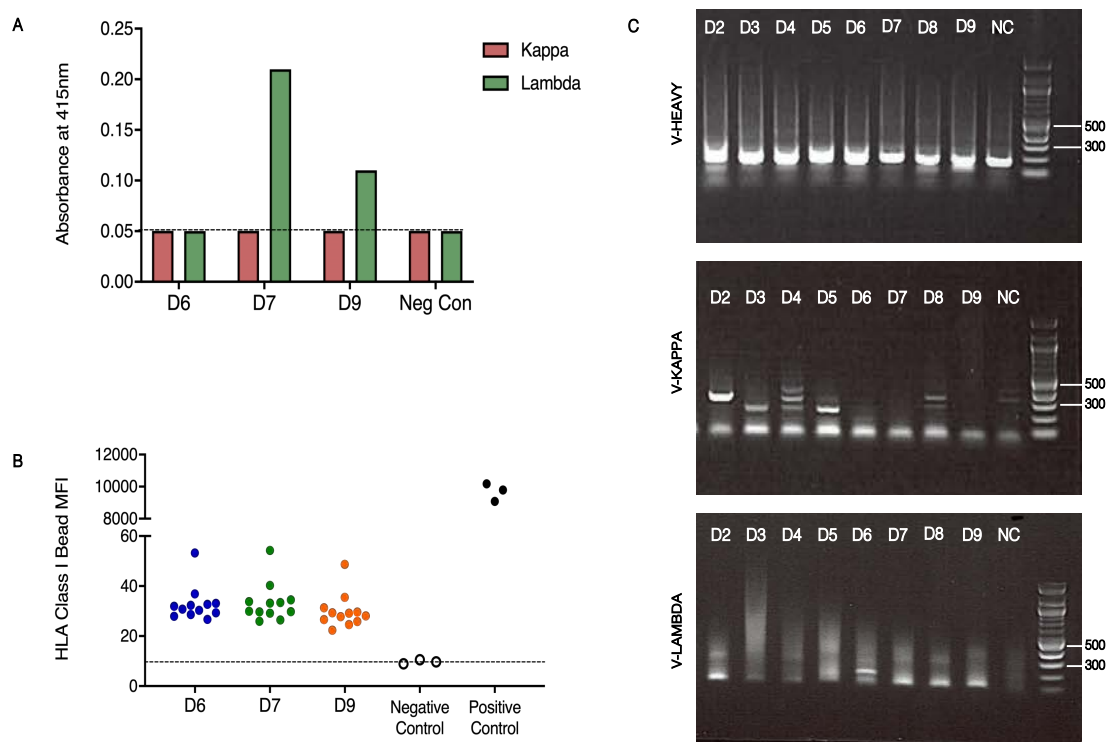 A
Absorbance at 415nm
0.25
0.20
0.15
0.10
0.05
0.00
D6 D7 D9 Neg Con
Kappa
Lambda
B
HLA Class I Bead MFI
12000
10000
8000
60
40
20
0
D6 D7 D9 Negative Control Positive Control
C
V-HEAVY
D2 D3 D4 D5 D6 D7 D8 D9 NC
500
300
V-KAPPA
D2 D3 D4 D5 D6 D7 D8 D9 NC
500
300
V-LAMBDA
D2 D3 D4 D5 D6 D7 D8 D9 NC
500
300